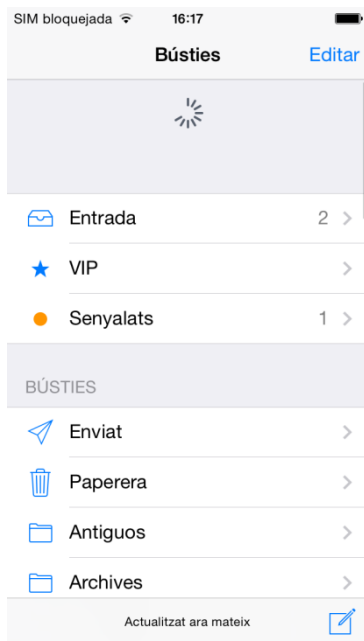 SIM bloquejada 16:17
Bústies Editar
Entrada 2
VIP
Senyalats 1
BÚSTIES
Enviat
Paperera
Antiguos
Archives
Actualitzat ara mateix